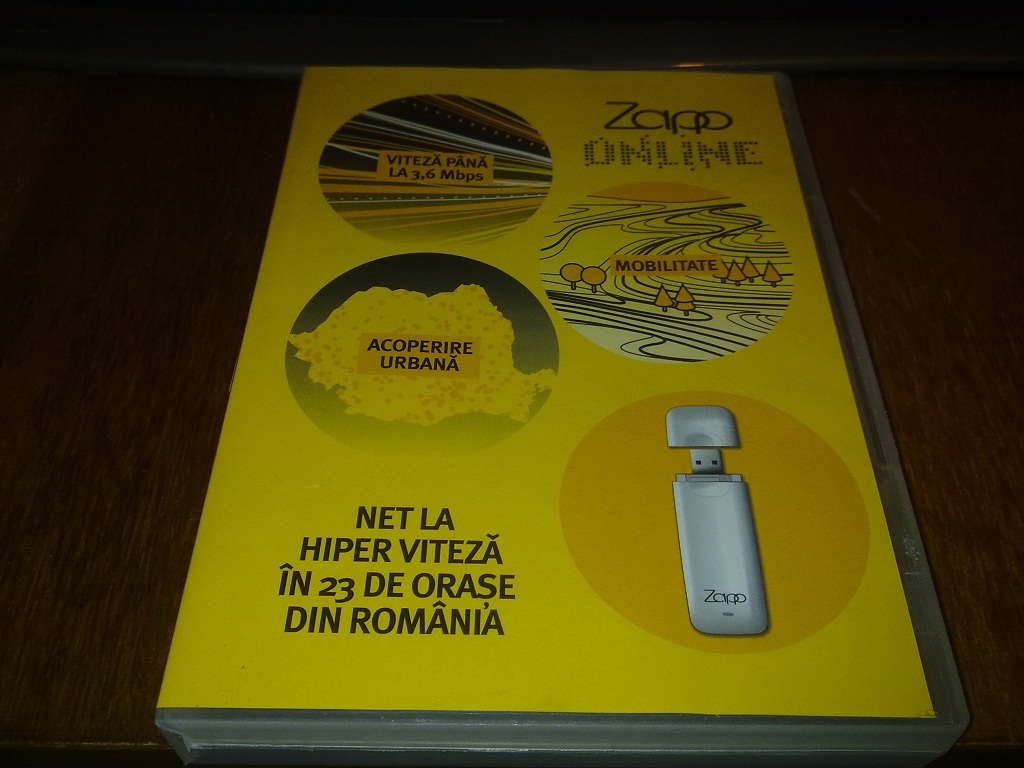 Zapp
ONLINE
VITEZĂ PÂNĂ
LA 3,6 Mbps
MOBILITATE
ACOPERIRE
URBANĂ
NET LA
HIPER VITEZĂ
ÎN 23 DE ORAȘE
DIN ROMÂNIA
Zapp